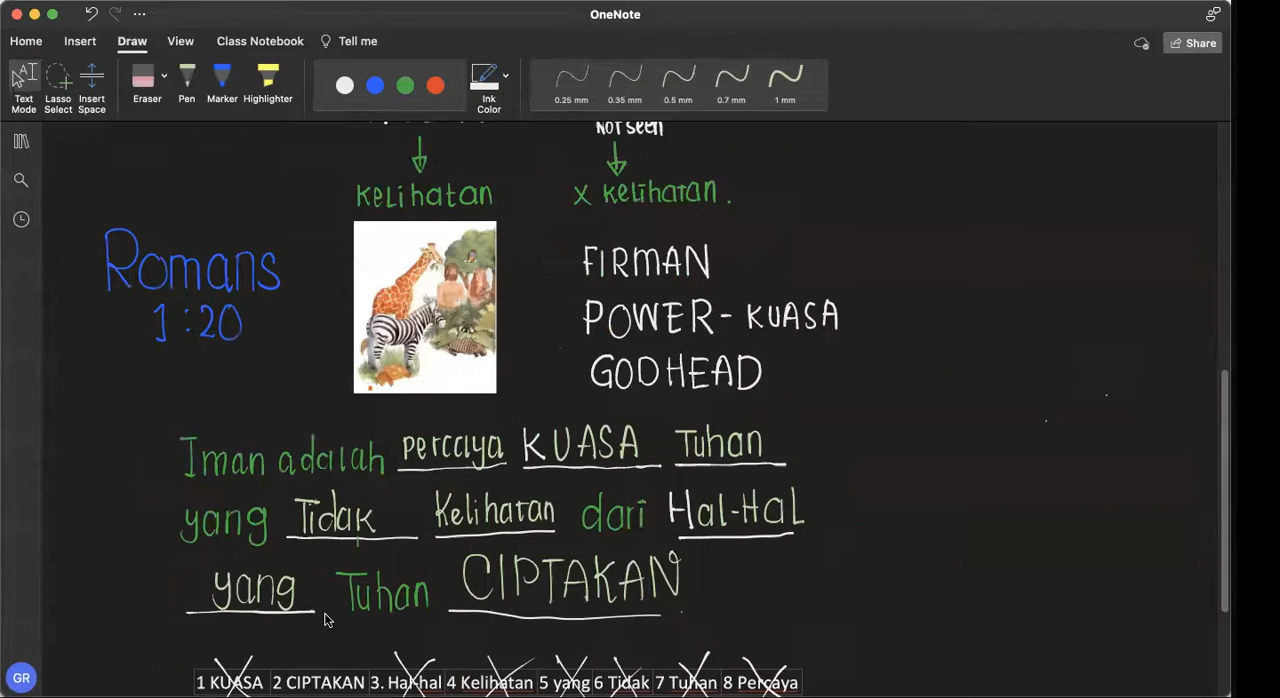 OneNote
Home Insert Draw View Class Notebook Tell me
Share
Text Mode
Lasso Select
Insert Space
Eraser
Pen
Marker
Highlighter
Ink Color
0.25 mm 0.35 mm 0.5 mm 0.7 mm 1 mm
Not seen
Kelihatan
x Kelihatan.
Romans
1:20
FIRMAN
POWER - KUASA
GODHEAD
Iman adalah percaya KUASA Tuhan
yang Tidak Kelihatan dari Hal-Hal
yang Tuhan CIPTAKAN
1 KUASA 2 CIPTAKAN 3. Hal-hal 4 Kelihatan 5 yang 6 Tidak 7 Tuhan 8 Percaya
GR